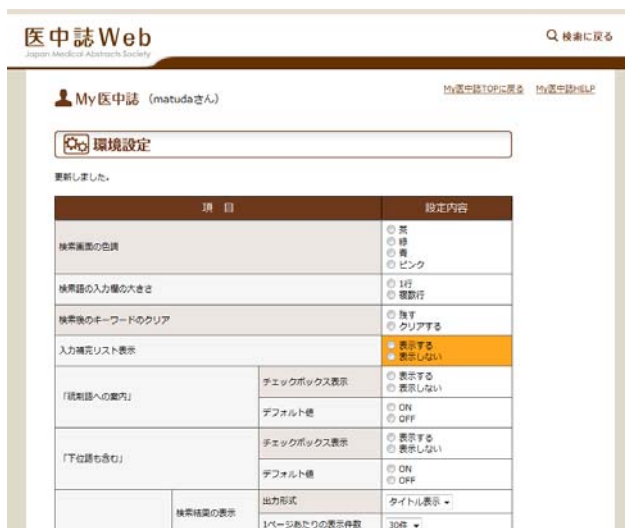 医中誌Web
Japan Medical Abstracts Society
検索に戻る
My医中誌 (matudaさん)
My医中誌TOPに戻る My医中誌HELP
環境設定
更新しました。
項 目 設定内容
検索画面の色調
茶
緑
青
ピンク
検索語の入力欄の大きさ
1行
複数行
検索後のキーワードのクリア
残す
クリアする
入力補完リスト表示
表示する
表示しない
「統制語への案内」
チェックボックス表示
表示する
表示しない
デフォルト値
ON
OFF
「下位語も含む」
チェックボックス表示
表示する
表示しない
デフォルト値
ON
OFF
検索結果の表示
出力形式 タイトル表示
1ページあたりの表示件数 30件